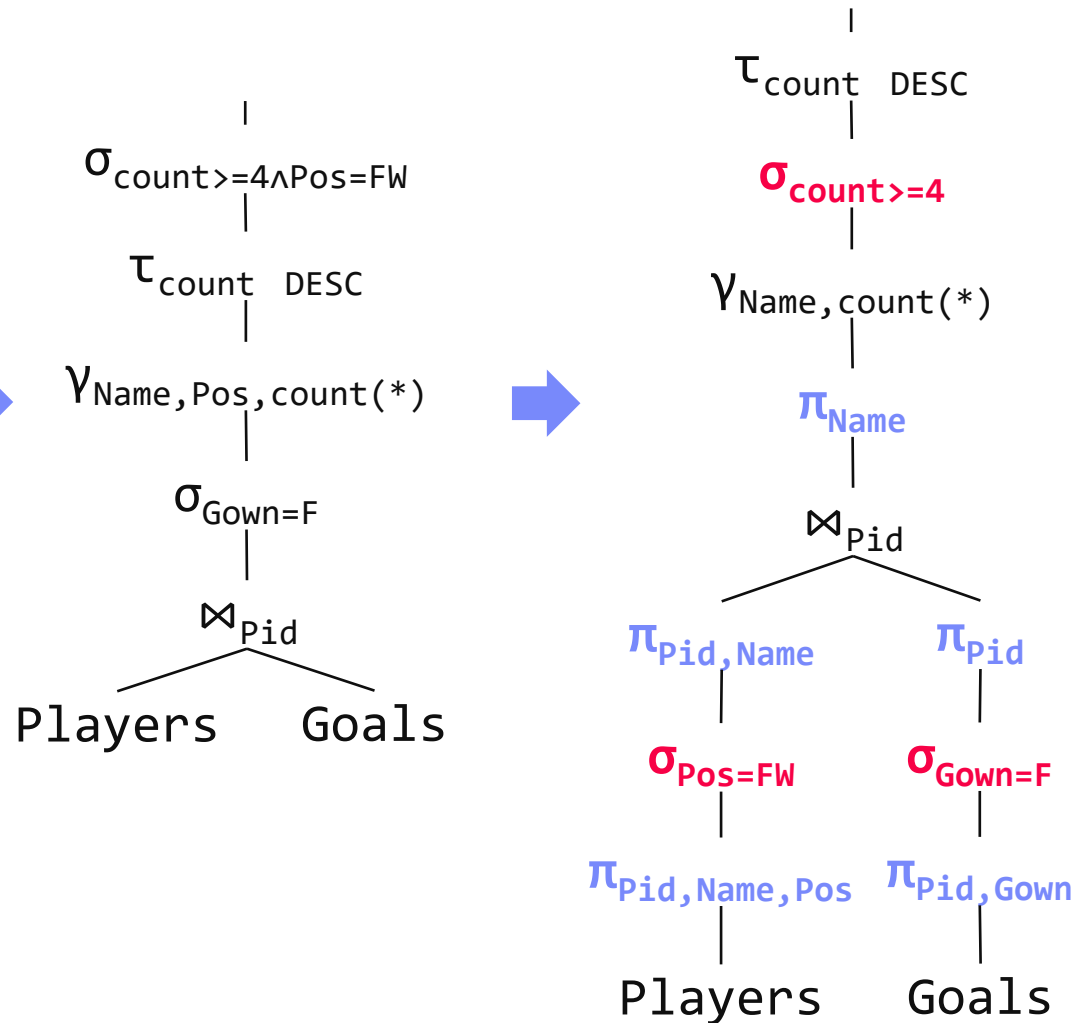 σcount>=4∧Pos=FW
τcount DESC
γName,Pos,count(*)
σGown=F
⋈Pid
Players Goals
τcount DESC
σcount>=4
γName,count(*)
πName
⋈Pid
πPid,Name πPid
σPos=FW σGown=F
πPid,Name,Pos πPid,Gown
Players Goals